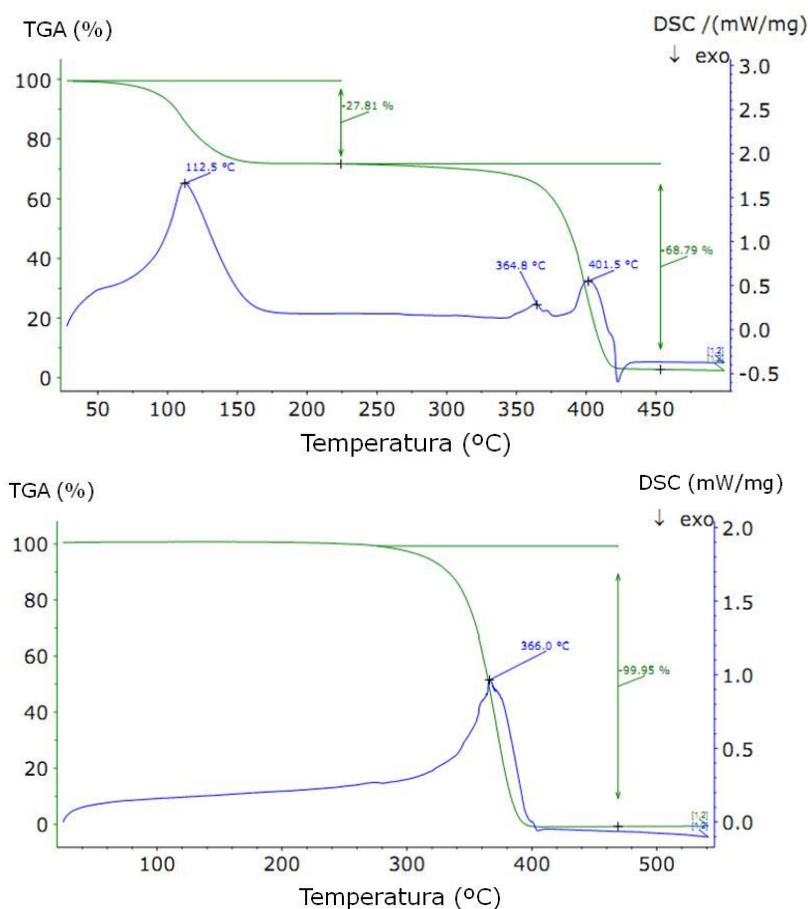 TGA (%)
DSC /(mW/mg)
↓ exo
100
80
60
40
20
0
-27.81 %
112.5 °C
364.8 °C
401.5 °C
-68.79 %
3.0
2.5
2.0
1.5
1.0
0.5
0.0
-0.5
50 100 150 200 250 300 350 400 450
Temperatura (ºC)
TGA (%)
DSC (mW/mg)
↓ exo
100
80
60
40
20
0
366.0 °C
-99.95 %
2.0
1.5
1.0
0.5
0.0
100 200 300 400 500
Temperatura (ºC)